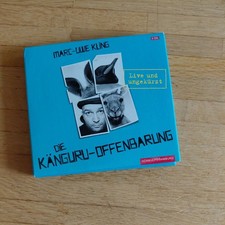 MARC-UWE KLING
Live und
ungekürzt
DIE
KÄNGURU-OFFENBARUNG